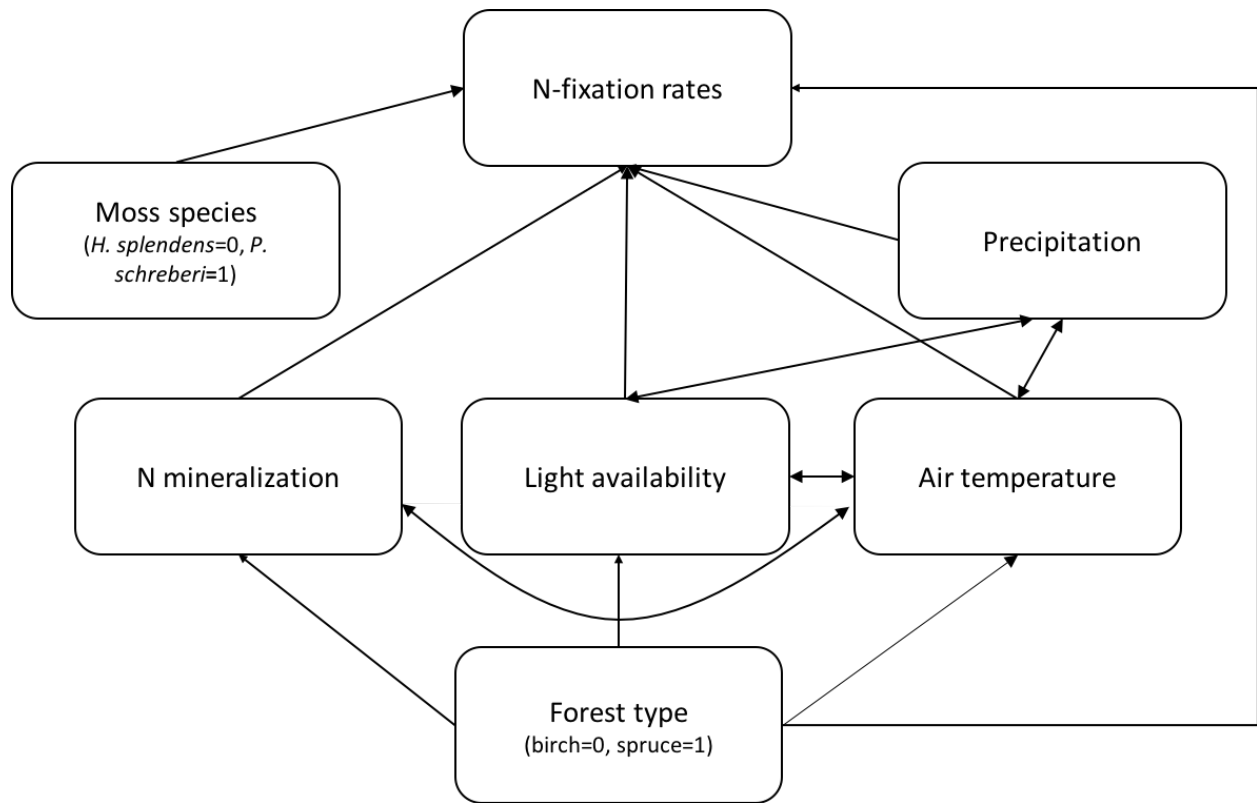 N-fixation rates
Moss species
(H. splendens=0, P.
schreberi=1)
Precipitation
N mineralization
Light availability
Air temperature
Forest type
(birch=0, spruce=1)